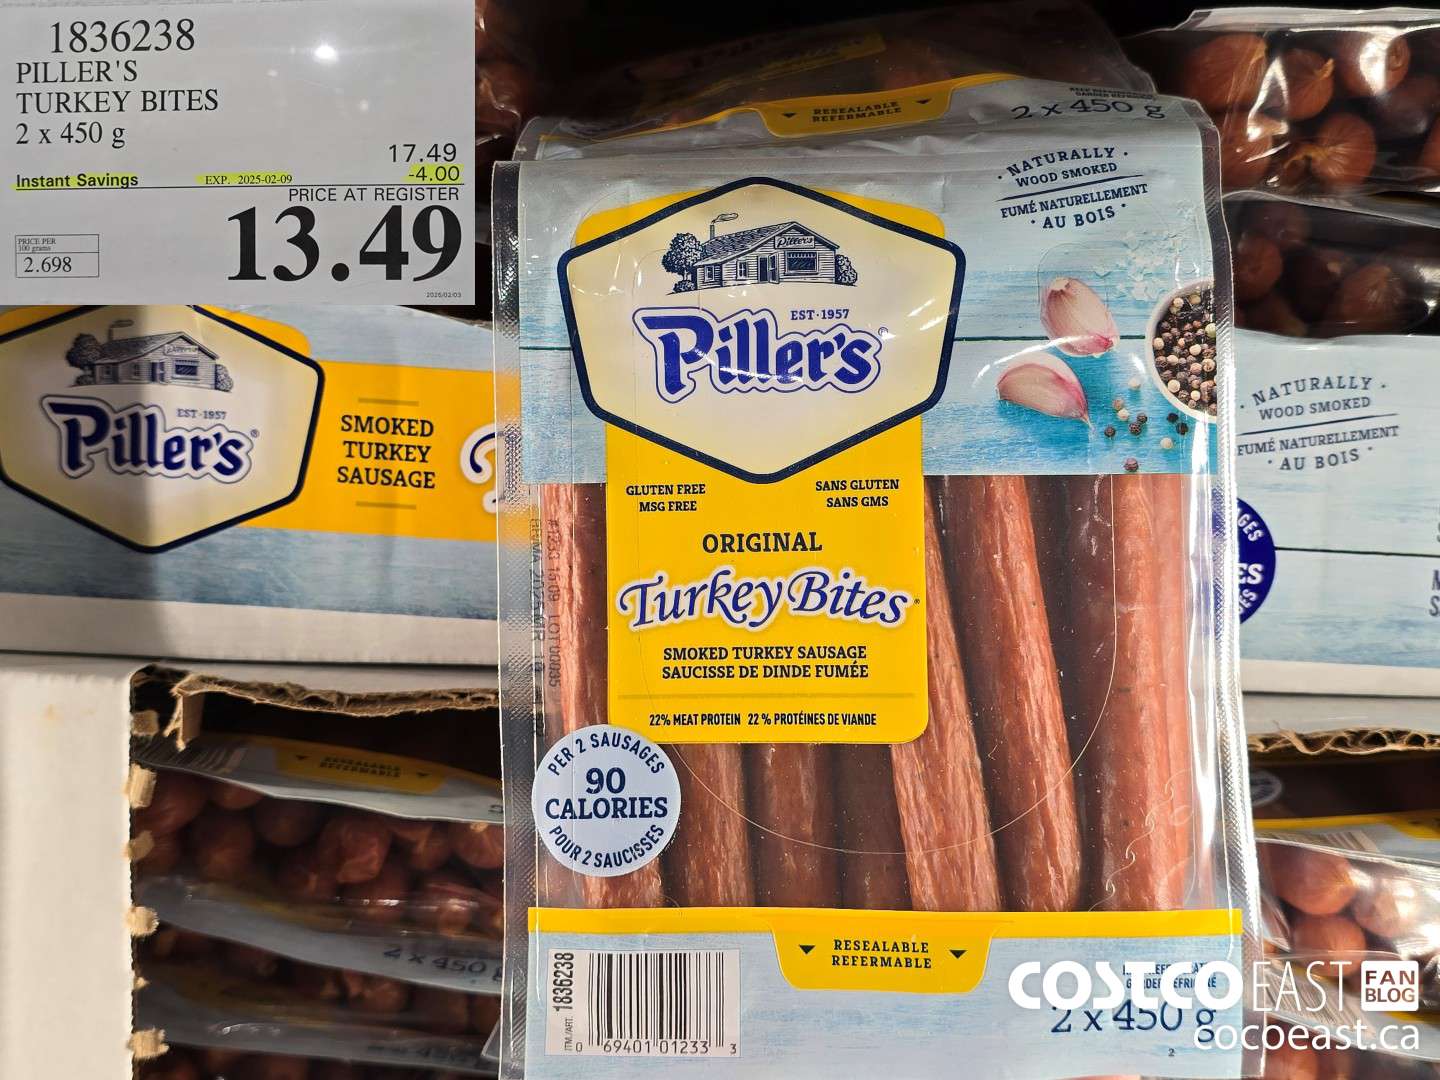 1836238
PILLER'S
TURKEY BITES
2 x 450 g
17.49
Instant Savings EXP. 2025-02-09 -4.00
PRICE AT REGISTER
13.49
PRICE PER
100 grams
2.698
2025/02/03
EST·1957
Piller's®
SMOKED
TURKEY
SAUSAGE
RESEALABLE
REFERMABLE
2 x 450 g
· NATURALLY ·
WOOD SMOKED
FUMÉ NATURELLEMENT
· AU BOIS ·
Piller's
EST·1957
Piller's®
GLUTEN FREE
MSG FREE
SANS GLUTEN
SANS GMS
ORIGINAL
Turkey Bites
SMOKED TURKEY SAUSAGE
SAUCISSE DE DINDE FUMÉE
22% MEAT PROTEIN 22 % PROTÉINES DE VIANDE
PER 2 SAUSAGES
90
CALORIES
POUR 2 SAUCISSES
RESEALABLE
REFERMABLE
ITM./ART. 1836238
0 69401 01233 3
2 x 450 g
2
· NATURALLY ·
WOOD SMOKED
FUMÉ NATURELLEMENT
· AU BOIS ·
RESEALABLE
REFERMABLE
2 x 450
COSTCO EAST FAN
BLOG
cocoeast.ca